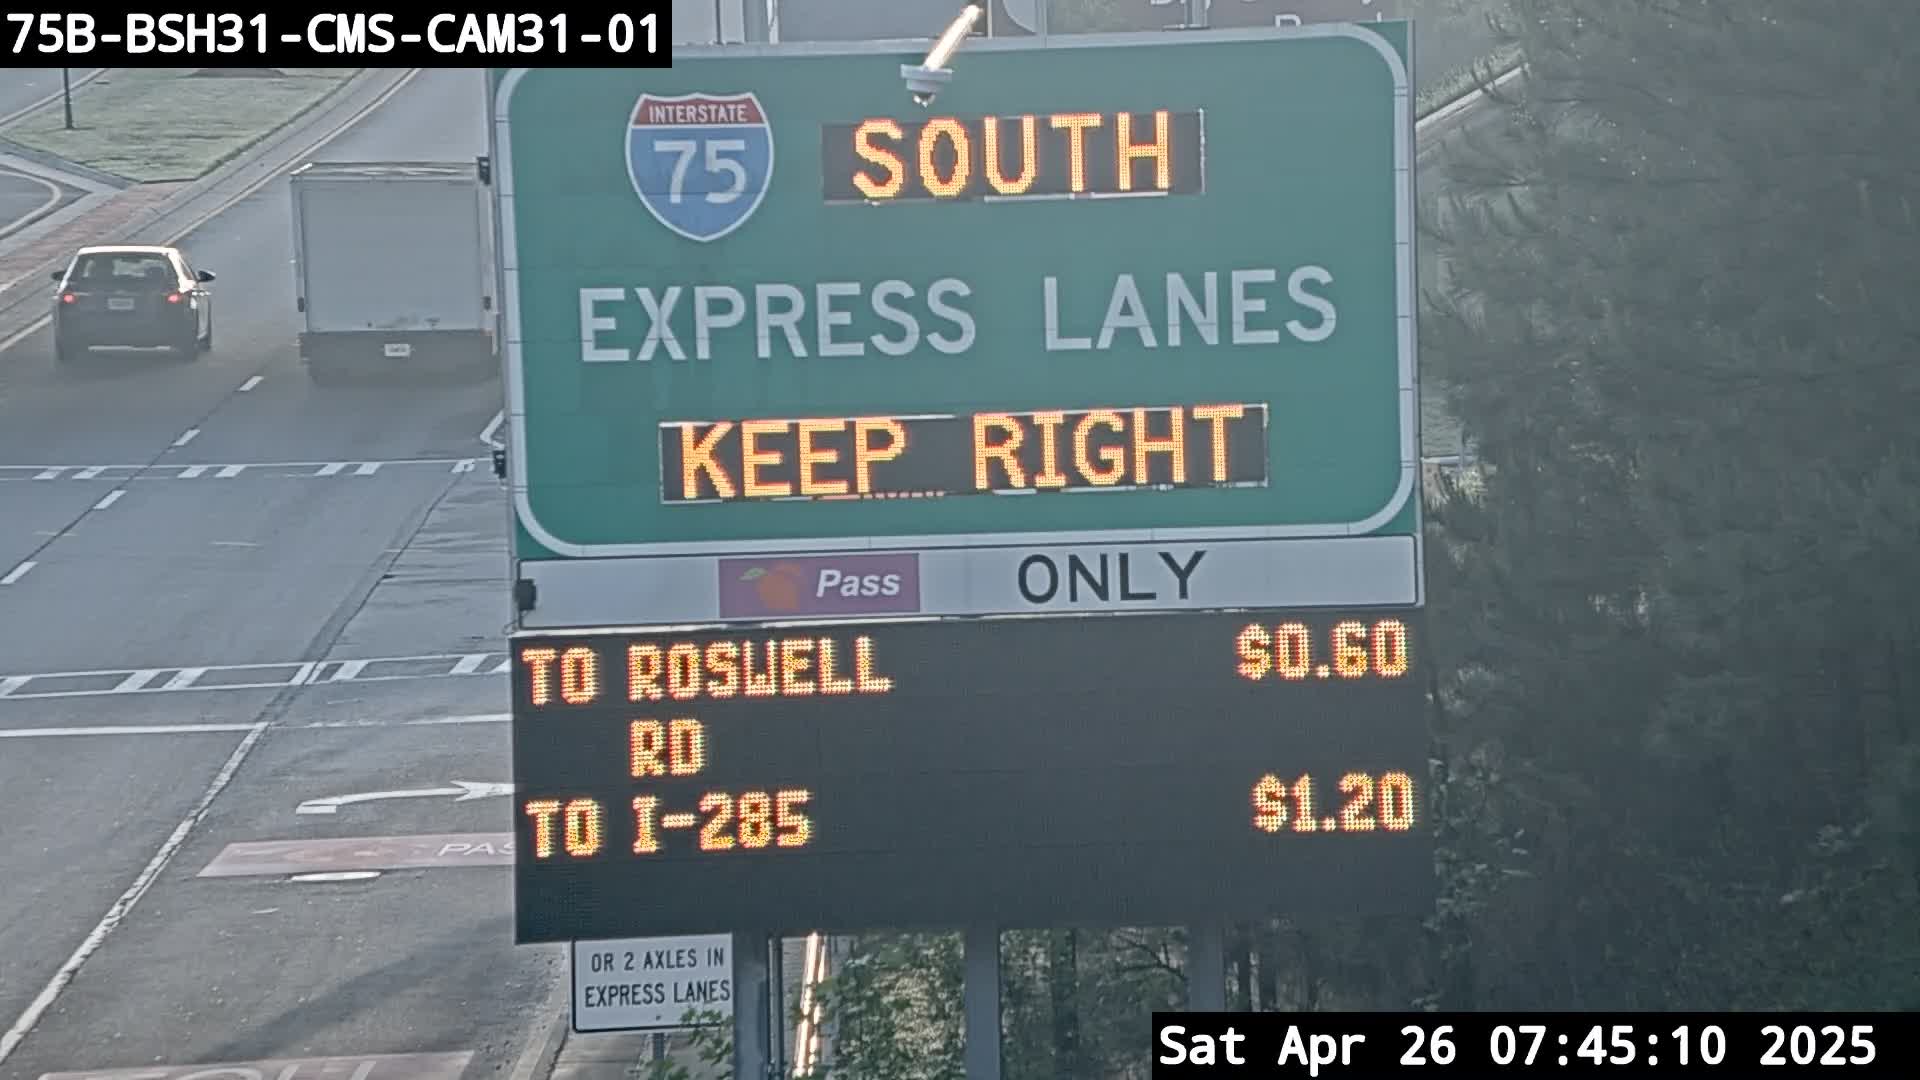 75B-BSH31-CMS-CAM31-01
INTERSTATE
75
SOUTH
EXPRESS LANES
KEEP RIGHT
Pass ONLY
TO ROSWELL $0.60
RD
TO I-285 $1.20
OR 2 AXLES IN
EXPRESS LANES
Sat Apr 26 07:45:10 2025